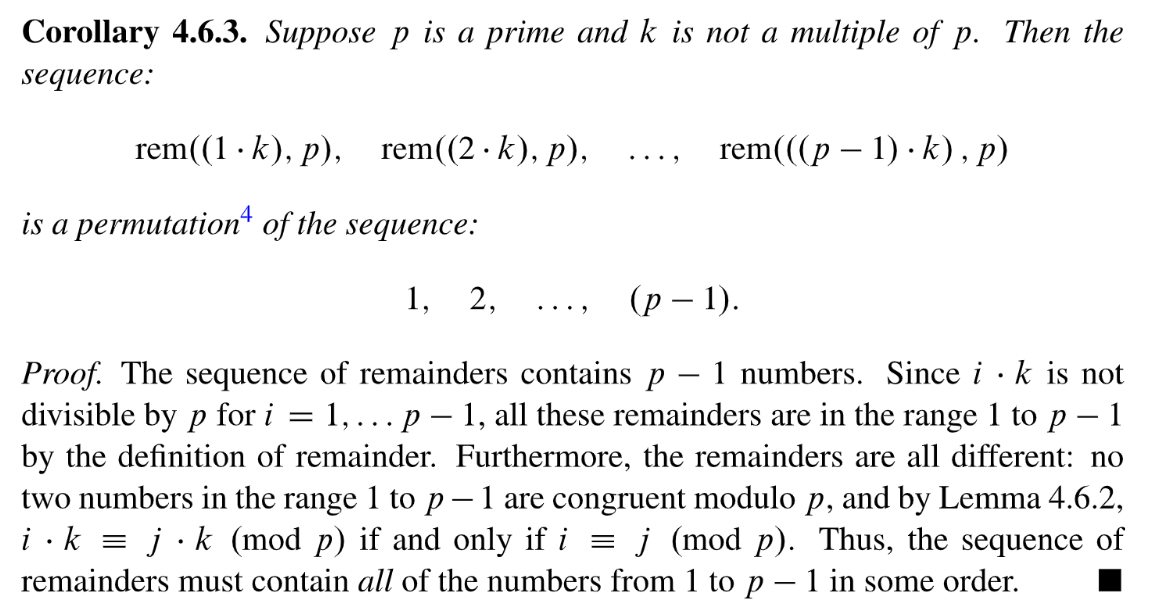 Corollary 4.6.3. Suppose p is a prime and k is not a multiple of p. Then the
sequence:
rem((1 · k), p), rem((2 · k), p), . . . , rem(((p − 1) · k) , p)
is a permutation⁴ of the sequence:
1, 2, . . . , (p − 1).
Proof. The sequence of remainders contains p − 1 numbers. Since i · k is not
divisible by p for i = 1, . . . p − 1, all these remainders are in the range 1 to p − 1
by the definition of remainder. Furthermore, the remainders are all different: no
two numbers in the range 1 to p − 1 are congruent modulo p, and by Lemma 4.6.2,
i · k ≡ j · k (mod p) if and only if i ≡ j (mod p). Thus, the sequence of
remainders must contain all of the numbers from 1 to p − 1 in some order. ■